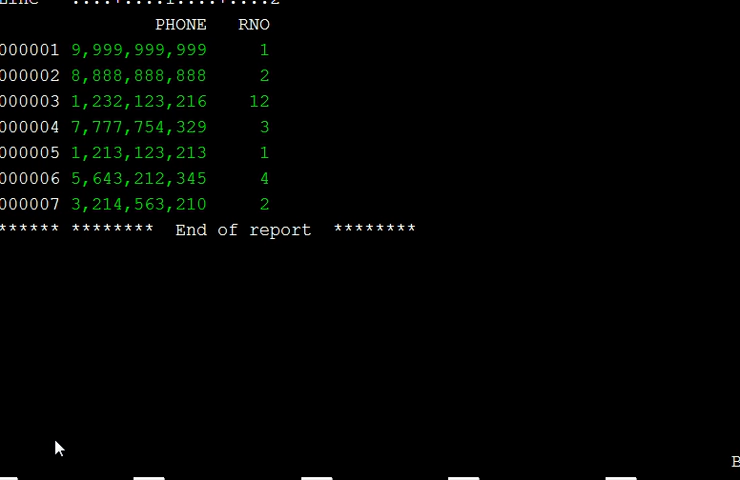 ....+....1....+....2
PHONE RNO
000001 9,999,999,999 1
000002 8,888,888,888 2
000003 1,232,123,216 12
000004 7,777,754,329 3
000005 1,213,123,213 1
000006 5,643,212,345 4
000007 3,214,563,210 2
****** ******** End of report ********